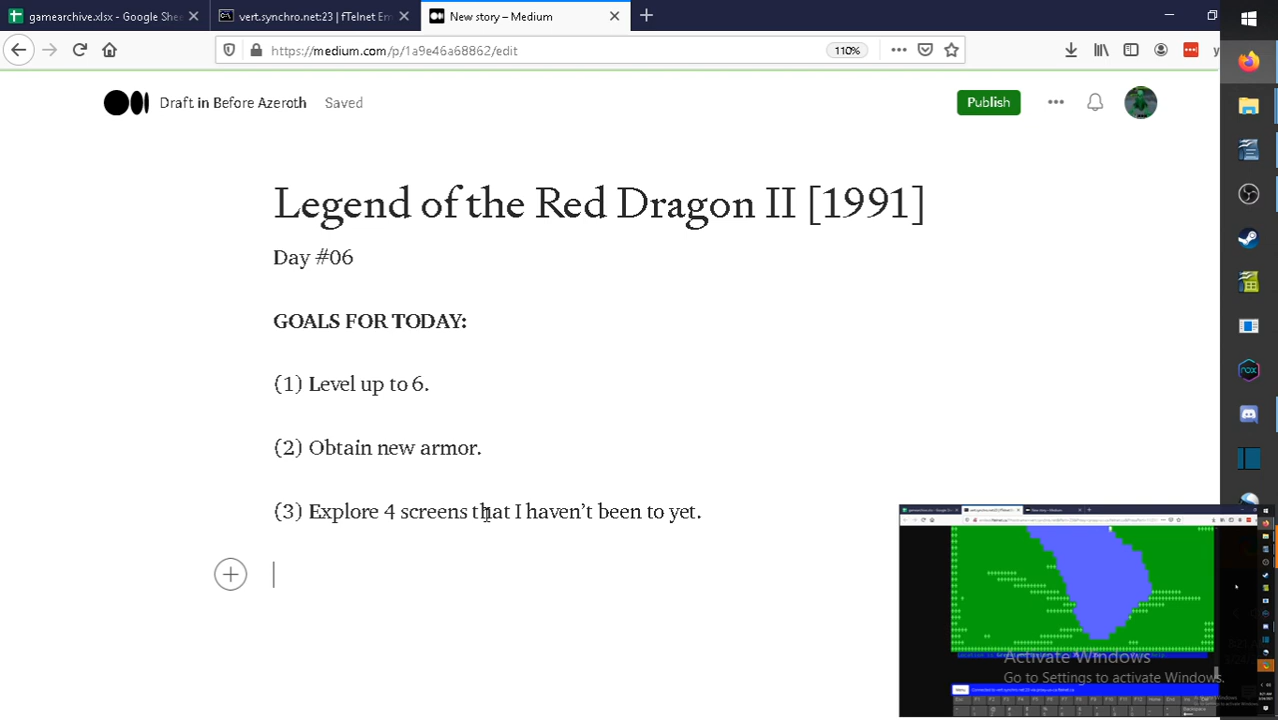 gamearchive.xlsx - Google She
vert.synchro.net:23 | fTelnet Em
New story – Medium
https://medium.com/p/1a9e46a68862/edit
110%
Draft in Before Azeroth
Saved
Publish
Legend of the Red Dragon II [1991]
Day #06
GOALS FOR TODAY:
(1) Level up to 6.
(2) Obtain new armor.
(3) Explore 4 screens that I haven't been to yet.
Activate Windows
Go to Settings to activate Windows.